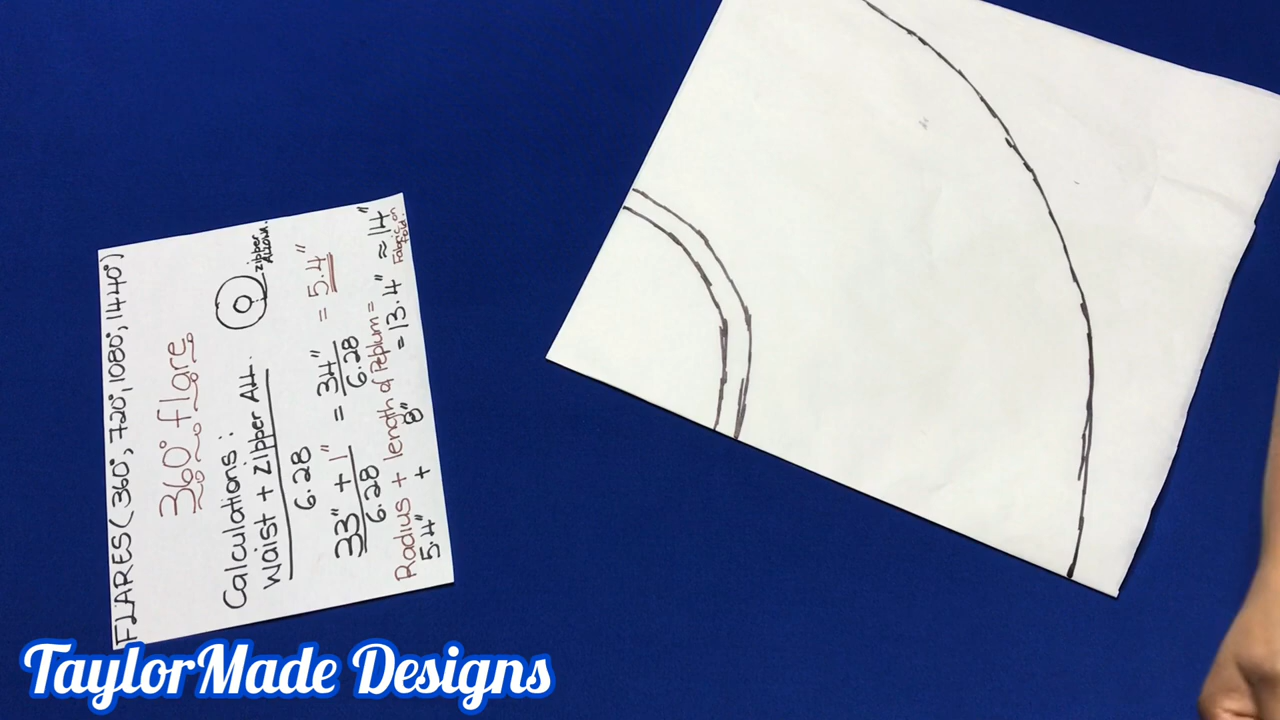 FLARES (360°, 720°, 1080°, 1440°)
360° flare
Calculations:
Waist + Zipper All.
6.28
zipper
Allow.
33" + 1" = 34" = 5.4"
6.28 6.28
Radius + length of Peplum =
5.4" + 8" = 13.4" ≈ 14"
Fabric on
fold.
TaylorMade Designs